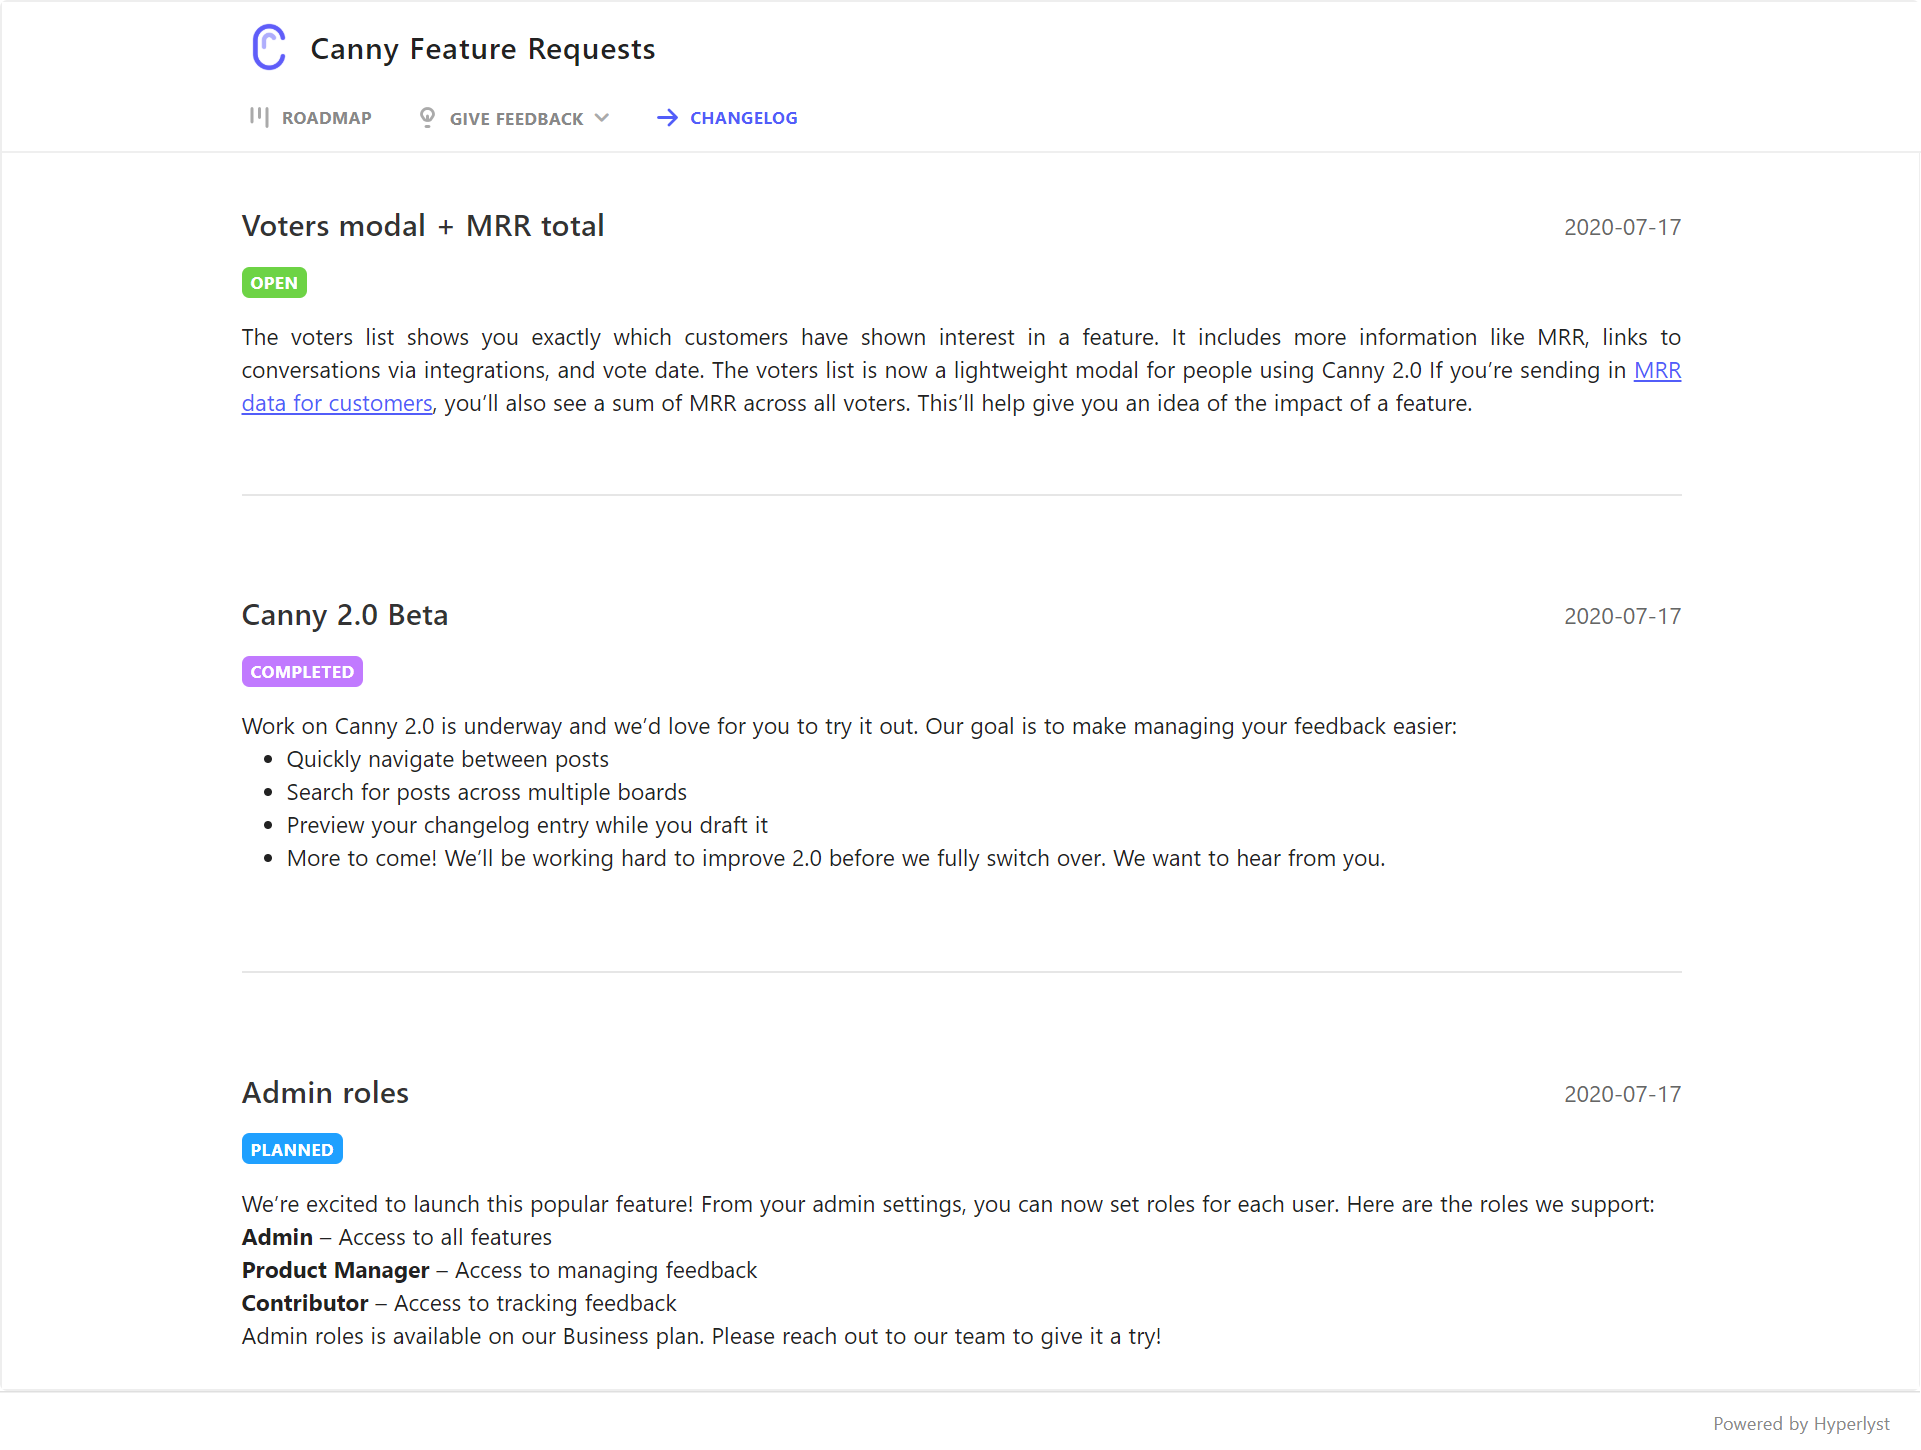 Canny Feature Requests
ROADMAP GIVE FEEDBACK CHANGELOG
Voters modal + MRR total 2020-07-17
OPEN
The voters list shows you exactly which customers have shown interest in a feature. It includes more information like MRR, links to
conversations via integrations, and vote date. The voters list is now a lightweight modal for people using Canny 2.0 If you’re sending in MRR
data for customers, you’ll also see a sum of MRR across all voters. This’ll help give you an idea of the impact of a feature.
Canny 2.0 Beta 2020-07-17
COMPLETED
Work on Canny 2.0 is underway and we’d love for you to try it out. Our goal is to make managing your feedback easier:
• Quickly navigate between posts
• Search for posts across multiple boards
• Preview your changelog entry while you draft it
• More to come! We’ll be working hard to improve 2.0 before we fully switch over. We want to hear from you.
Admin roles 2020-07-17
PLANNED
We’re excited to launch this popular feature! From your admin settings, you can now set roles for each user. Here are the roles we support:
Admin – Access to all features
Product Manager – Access to managing feedback
Contributor – Access to tracking feedback
Admin roles is available on our Business plan. Please reach out to our team to give it a try!
Powered by Hyperlyst